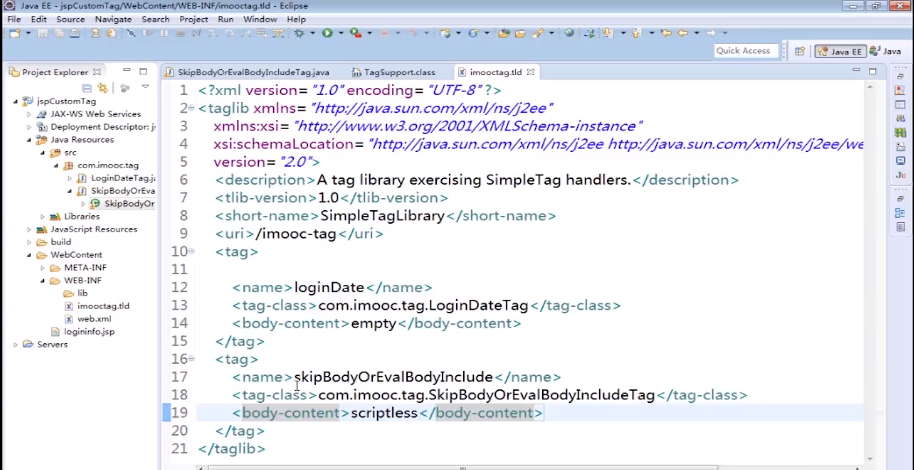 Java EE - jspCustomTag/WebContent/WEB-INF/imooctag.tld - Eclipse
File Edit Source Navigate Search Project Run Window Help
Quick Access
Java EE
Java
Project Explorer
SkipBodyOrEvalBodyIncludeTag.java
TagSupport.class
imooctag.tld
jspCustomTag
JAX-WS Web Services
Deployment Descriptor: j
Java Resources
src
com.imooc.tag
LoginDateTag.j
SkipBodyOrEva
SkipBodyOr
Libraries
JavaScript Resources
build
WebContent
META-INF
WEB-INF
lib
imooctag.tld
web.xml
logininfo.jsp
Servers
1 <?xml version="1.0" encoding="UTF-8"?>
2 <taglib xmlns="http://java.sun.com/xml/ns/j2ee"
3 xmlns:xsi="http://www.w3.org/2001/XMLSchema-instance"
4 xsi:schemaLocation="http://java.sun.com/xml/ns/j2ee http://java.sun.com/xml/ns/j2ee/we
5 version="2.0">
6 <description>A tag library exercising SimpleTag handlers.</description>
7 <tlib-version>1.0</tlib-version>
8 <short-name>SimpleTagLibrary</short-name>
9 <uri>/imooc-tag</uri>
10 <tag>
11
12 <name>loginDate</name>
13 <tag-class>com.imooc.tag.LoginDateTag</tag-class>
14 <body-content>empty</body-content>
15 </tag>
16 <tag>
17 <name>skipBodyOrEvalBodyInclude</name>
18 <tag-class>com.imooc.tag.SkipBodyOrEvalBodyIncludeTag</tag-class>
19 <body-content>scriptless</body-content>
20 </tag>
21 </taglib>